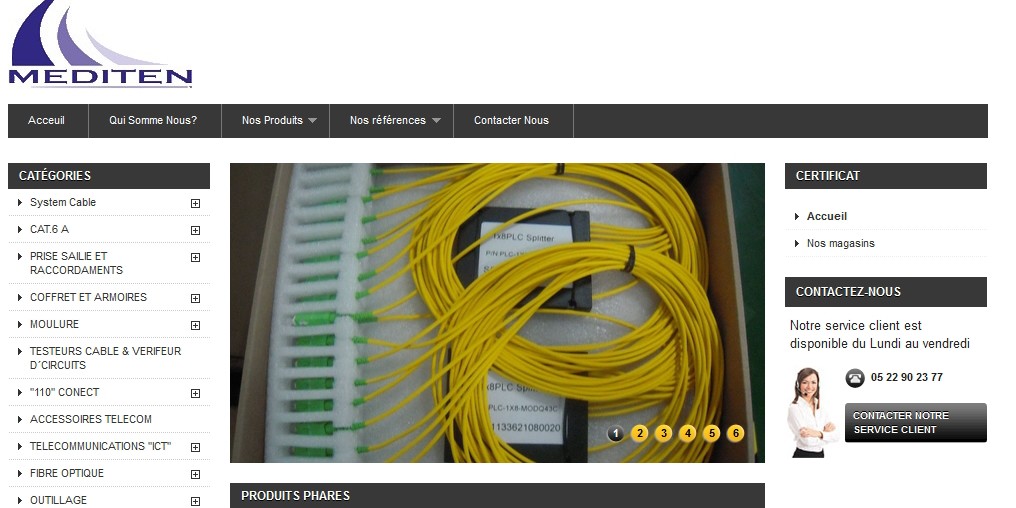 MEDITEN
Acceuil
Qui Somme Nous?
Nos Produits
Nos références
Contacter Nous
CATÉGORIES
System Cable
CAT.6 A
PRISE SAILIE ET
RACCORDAMENTS
COFFRET ET ARMOIRES
MOULURE
TESTEURS CABLE & VERIFEUR
D´CIRCUITS
"110" CONECT
ACCESSOIRES TELECOM
TELECOMMUNICATIONS "ICT"
FIBRE OPTIQUE
OUTILLAGE
1x8PLC Splitter
P/N:PLC-1
x8PLC
PLC-1X8-MODQ43C
1133621080020
1 2 3 4 5 6
PRODUITS PHARES
CERTIFICAT
Accueil
Nos magasins
CONTACTEZ-NOUS
Notre service client est
disponible du Lundi au vendredi
05 22 90 23 77
CONTACTER NOTRE
SERVICE CLIENT